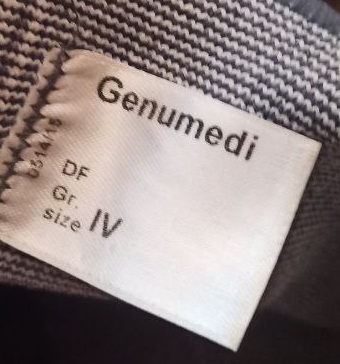 Genumedi
DF
Gr.
size IV